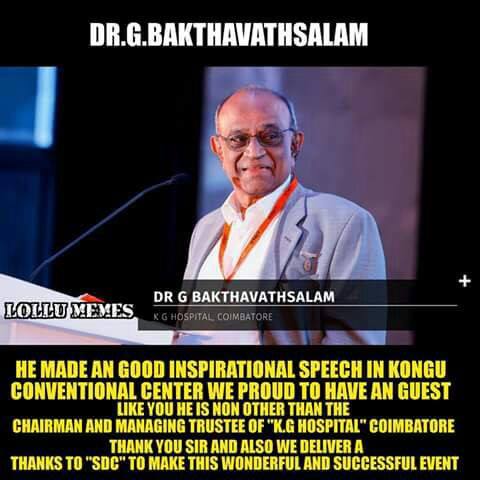 DR.G.BAKTHAVATHSALAM
DR G BAKTHAVATHSALAM
K G HOSPITAL, COIMBATORE
LOLLU MEMES
HE MADE AN GOOD INSPIRATIONAL SPEECH IN KONGU
CONVENTIONAL CENTER WE PROUD TO HAVE AN GUEST
LIKE YOU HE IS NON OTHER THAN THE
CHAIRMAN AND MANAGING TRUSTEE OF "K.G HOSPITAL" COIMBATORE
THANK YOU SIR AND ALSO WE DELIVER A
THANKS TO "SDC" TO MAKE THIS WONDERFUL AND SUCCESSFUL EVENT